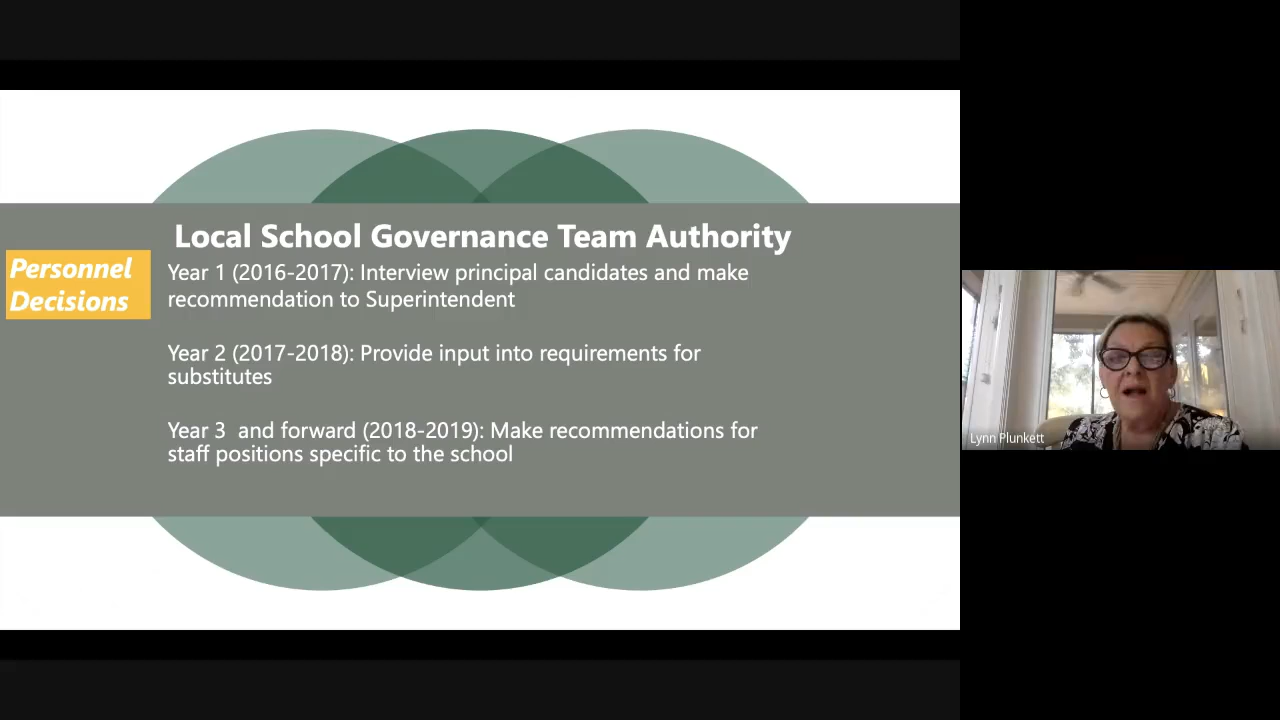 Local School Governance Team Authority
Personnel
Decisions
Year 1 (2016-2017): Interview principal candidates and make
recommendation to Superintendent
Year 2 (2017-2018): Provide input into requirements for
substitutes
Year 3  and forward (2018-2019): Make recommendations for
staff positions specific to the school
Lynn Plunkett